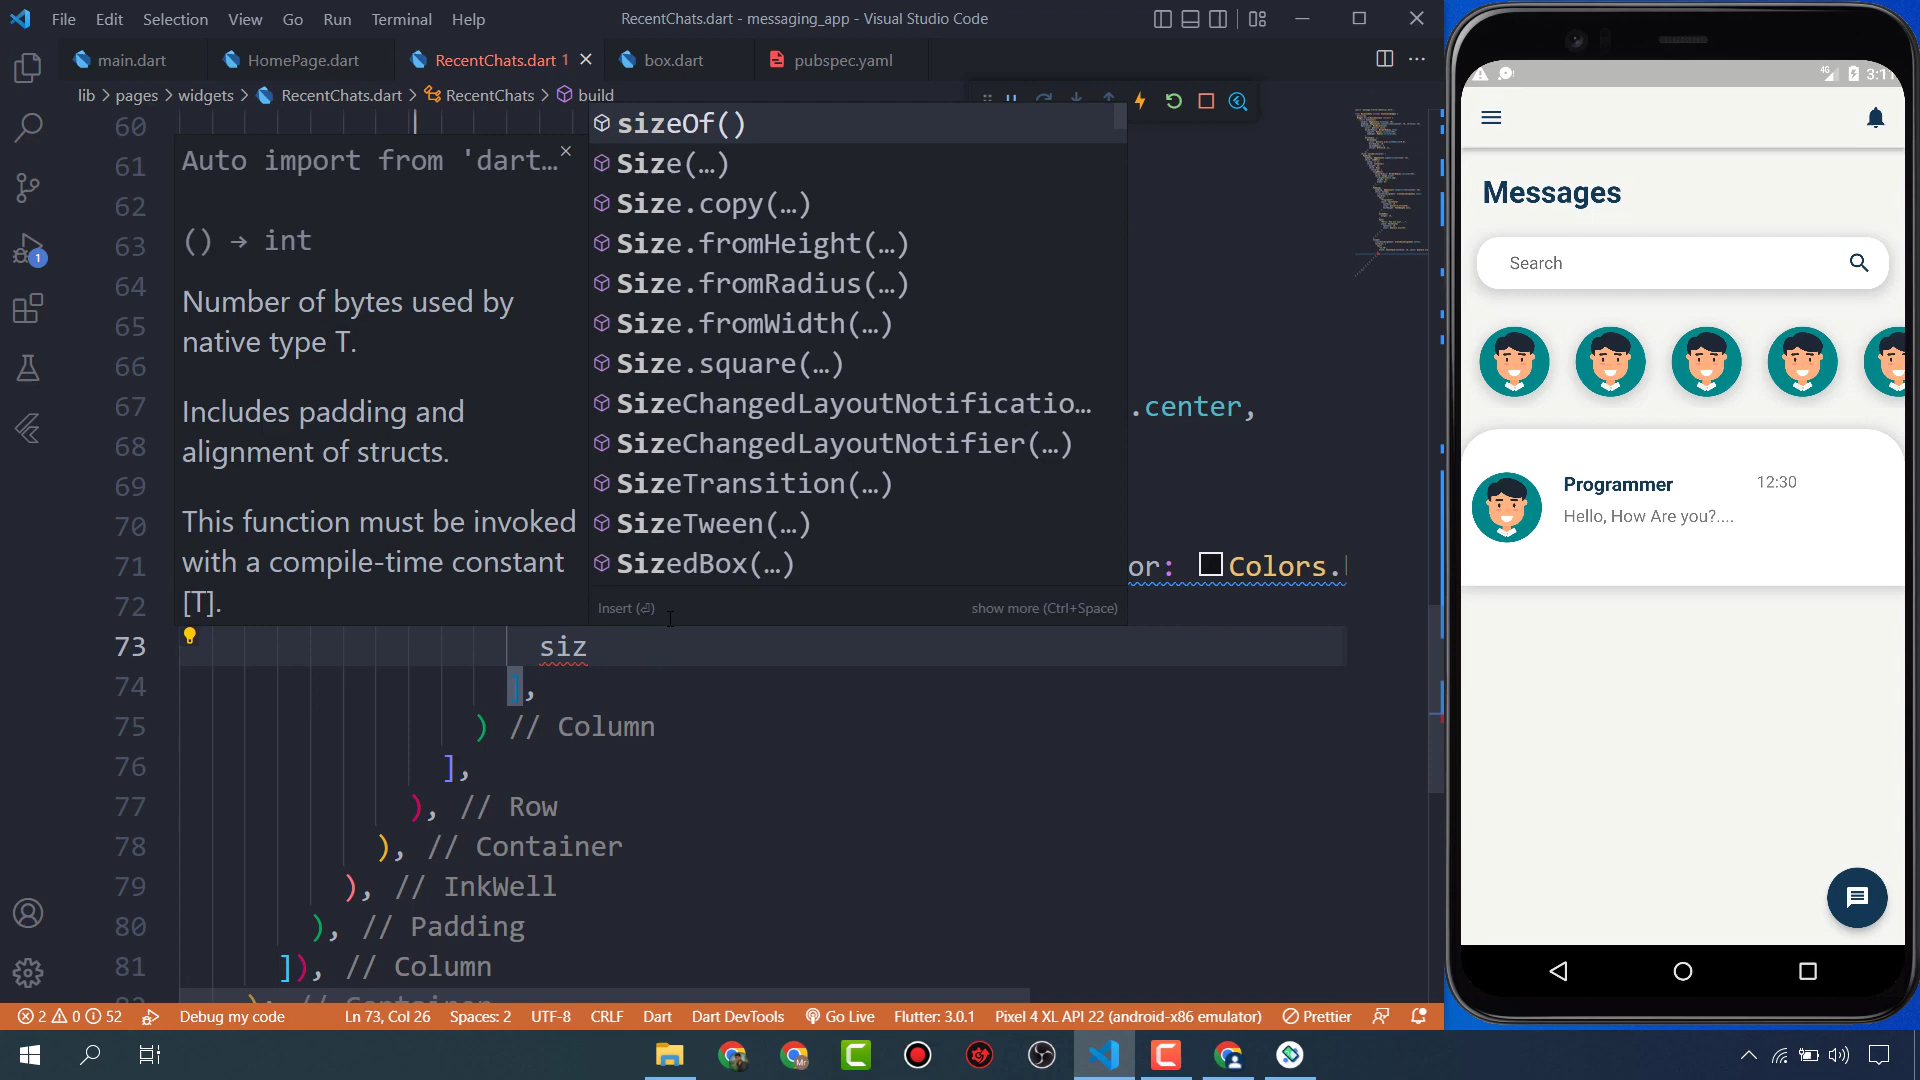 File Edit Selection View Go Run Terminal Help
RecentChats.dart - messaging_app - Visual Studio Code
main.dart
HomePage.dart
RecentChats.dart 1
box.dart
pubspec.yaml
lib > pages > widgets > RecentChats.dart > RecentChats > build
60
61
62
63
64
65
66
67
68
69
70
71
72
73
74
75
76
77
78
79
80
81
Auto import from 'dart…
() → int
Number of bytes used by
native type T.
Includes padding and
alignment of structs.
This function must be invoked
with a compile-time constant
[T].
sizeOf()
Size(…)
Size.copy(…)
Size.fromHeight(…)
Size.fromRadius(…)
Size.fromWidth(…)
Size.square(…)
SizeChangedLayoutNotificatio…
SizeChangedLayoutNotifier(…)
SizeTransition(…)
SizeTween(…)
SizedBox(…)
Insert (⏎)
show more (Ctrl+Space)
.center,
or: Colors.
siz
],
) // Column
],
), // Row
), // Container
), // InkWell
), // Padding
]), // Column
); // Container
2 0 52
Debug my code
Ln 73, Col 26
Spaces: 2
UTF-8
CRLF
Dart
Dart DevTools
Go Live
Flutter: 3.0.1
Pixel 4 XL API 22 (android-x86 emulator)
Prettier
1
4G
Messages
Search
Programmer
12:30
Hello, How Are you?....